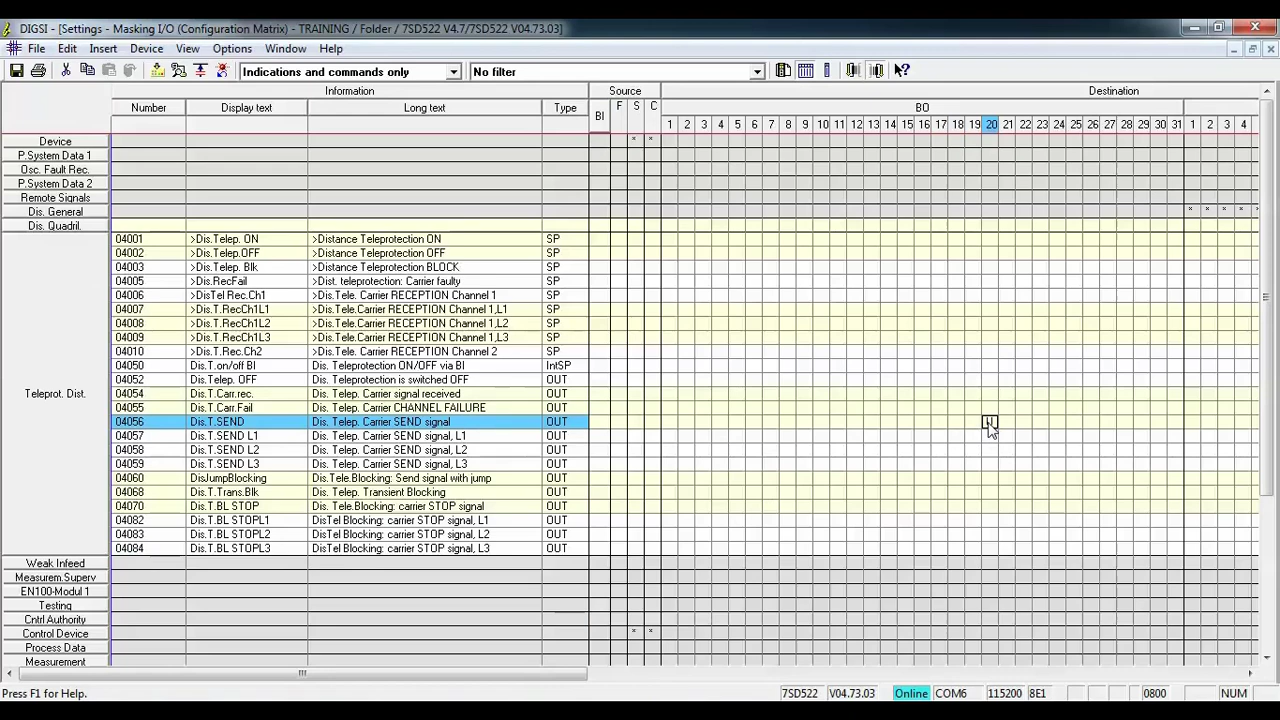 DIGSI - [Settings - Masking I/O (Configuration Matrix) - TRAINING / Folder / 7SD522 V4.7/7SD522 V04.73.03]
File Edit Insert Device View Options Window Help
Indications and commands only No filter
Information Source Destination
Number Display text Long text Type BI F S C BO
1 2 3 4 5 6 7 8 9 10 11 12 13 14 15 16 17 18 19 20 21 22 23 24 25 26 27 28 29 30 31 1 2 3 4
Device * *
P.System Data 1
Osc. Fault Rec.
P.System Data 2
Remote Signals
Dis. General * * * * *
Dis. Quadril.
Teleprot. Dist.
04001 >Dis.Telep. ON >Distance Teleprotection ON SP
04002 >Dis.Telep.OFF >Distance Teleprotection OFF SP
04003 >Dis.Telep. Blk >Distance Teleprotection BLOCK SP
04005 >Dis.RecFail >Dist. teleprotection: Carrier faulty SP
04006 >DisTel Rec.Ch1 >Dis.Tele. Carrier RECEPTION Channel 1 SP
04007 >Dis.T.RecCh1L1 >Dis.Tele.Carrier RECEPTION Channel 1,L1 SP
04008 >Dis.T.RecCh1L2 >Dis.Tele.Carrier RECEPTION Channel 1,L2 SP
04009 >Dis.T.RecCh1L3 >Dis.Tele.Carrier RECEPTION Channel 1,L3 SP
04010 >Dis.T.Rec.Ch2 >Dis.Tele. Carrier RECEPTION Channel 2 SP
04050 Dis.T.on/off BI Dis. Teleprotection ON/OFF via BI IntSP
04052 Dis.Telep. OFF Dis. Teleprotection is switched OFF OUT
04054 Dis.T.Carr.rec. Dis. Telep. Carrier signal received OUT
04055 Dis.T.Carr.Fail Dis. Telep. Carrier CHANNEL FAILURE OUT
04056 Dis.T.SEND Dis. Telep. Carrier SEND signal OUT
04057 Dis.T.SEND L1 Dis. Telep. Carrier SEND signal, L1 OUT
04058 Dis.T.SEND L2 Dis. Telep. Carrier SEND signal, L2 OUT
04059 Dis.T.SEND L3 Dis. Telep. Carrier SEND signal, L3 OUT
04060 DisJumpBlocking Dis.Tele.Blocking: Send signal with jump OUT
04068 Dis.T.Trans.Blk Dis. Telep. Transient Blocking OUT
04070 Dis.T.BL STOP Dis. Tele.Blocking: carrier STOP signal OUT
04082 Dis.T.BL STOPL1 DisTel Blocking: carrier STOP signal, L1 OUT
04083 Dis.T.BL STOPL2 DisTel Blocking: carrier STOP signal, L2 OUT
04084 Dis.T.BL STOPL3 DisTel Blocking: carrier STOP signal, L3 OUT
Weak Infeed
Measurem.Superv
EN100-Modul 1
Testing
Cntrl Authority
Control Device * *
Process Data
Measurement
Press F1 for Help. 7SD522 V04.73.03 Online COM6 115200 8E1 0800 NUM